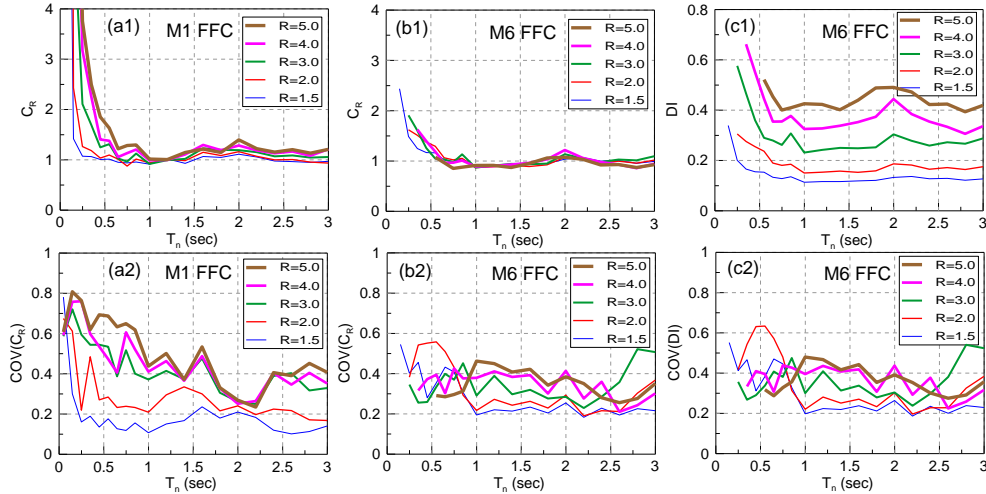 (a1) M1 FFC
R=5.0
R=4.0
R=3.0
R=2.0
R=1.5
4
3
2
1
0
C_R
0 0.5 1 1.5 2 2.5 3
T_n (sec)
(b1) M6 FFC
R=5.0
R=4.0
R=3.0
R=2.0
R=1.5
4
3
2
1
0
C_R
0 0.5 1 1.5 2 2.5 3
T_n (sec)
(c1) M6 FFC
R=5.0
R=4.0
R=3.0
R=2.0
R=1.5
0.8
0.6
0.4
0.2
0
DI
0 0.5 1 1.5 2 2.5 3
T_n (sec)
(a2) M1 FFC
R=5.0
R=4.0
R=3.0
R=2.0
R=1.5
1
0.8
0.6
0.4
0.2
0
COV(C_R)
0 0.5 1 1.5 2 2.5 3
T_n (sec)
(b2) M6 FFC
R=5.0
R=4.0
R=3.0
R=2.0
R=1.5
1
0.8
0.6
0.4
0.2
0
COV(C_R)
0 0.5 1 1.5 2 2.5 3
T_n (sec)
(c2) M6 FFC
R=5.0
R=4.0
R=3.0
R=2.0
R=1.5
1
0.8
0.6
0.4
0.2
0
COV(DI)
0 0.5 1 1.5 2 2.5 3
T_n (sec)